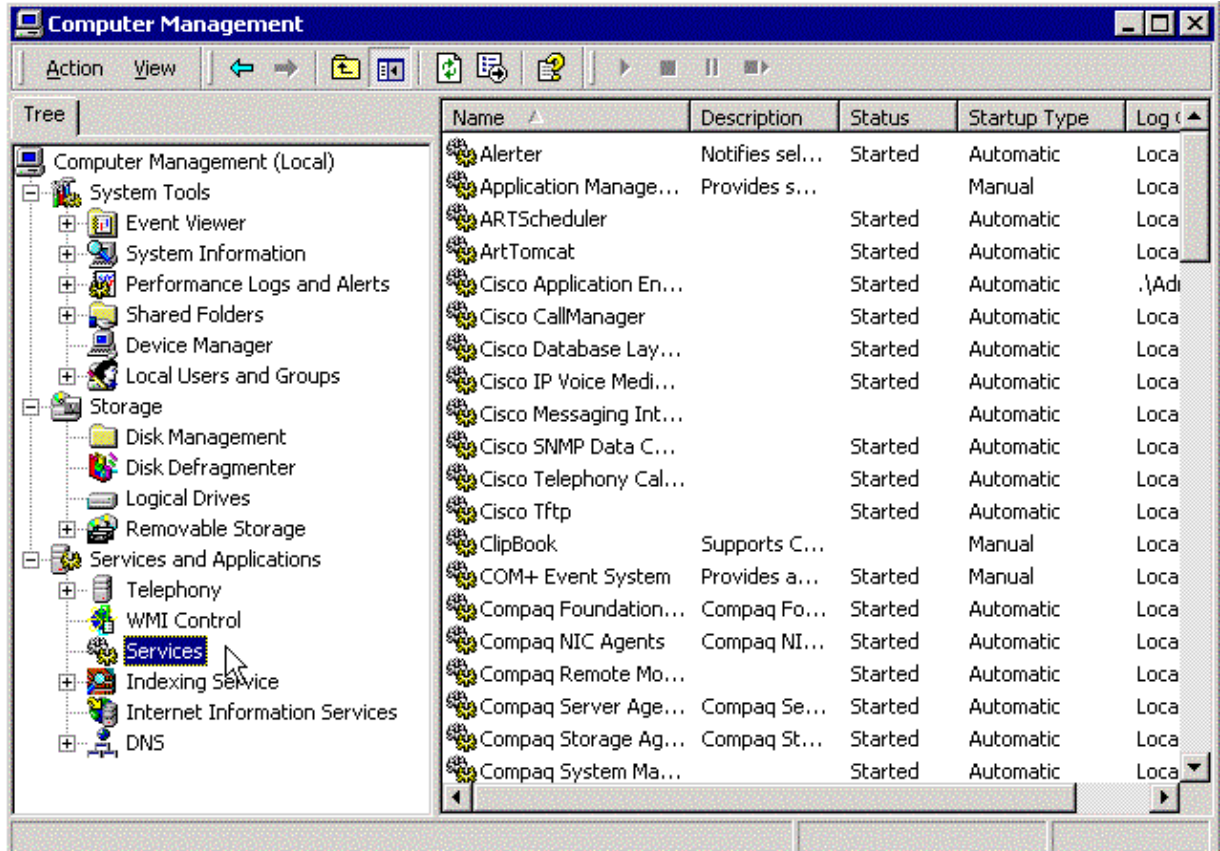 Computer Management
Action View
Tree
Computer Management (Local)
System Tools
Event Viewer
System Information
Performance Logs and Alerts
Shared Folders
Device Manager
Local Users and Groups
Storage
Disk Management
Disk Defragmenter
Logical Drives
Removable Storage
Services and Applications
Telephony
WMI Control
Services
Indexing Service
Internet Information Services
DNS
Name Description Status Startup Type Log
Alerter Notifies sel... Started Automatic Loca
Application Manage... Provides s... Manual Loca
ARTScheduler Started Automatic Loca
ArtTomcat Started Automatic Loca
Cisco Application En... Started Automatic .\Adı
Cisco CallManager Started Automatic Loca
Cisco Database Lay... Started Automatic Loca
Cisco IP Voice Medi... Started Automatic Loca
Cisco Messaging Int... Automatic Loca
Cisco SNMP Data C... Started Automatic Loca
Cisco Telephony Cal... Started Automatic Loca
Cisco Tftp Started Automatic Loca
ClipBook Supports C... Manual Loca
COM+ Event System Provides a... Started Manual Loca
Compaq Foundation... Compaq Fo... Started Automatic Loca
Compaq NIC Agents Compaq NI... Started Automatic Loca
Compaq Remote Mo... Started Automatic Loca
Compaq Server Age... Compaq Se... Started Automatic Loca
Compaq Storage Ag... Compaq St... Started Automatic Loca
Compaq System Ma... Started Automatic Loca